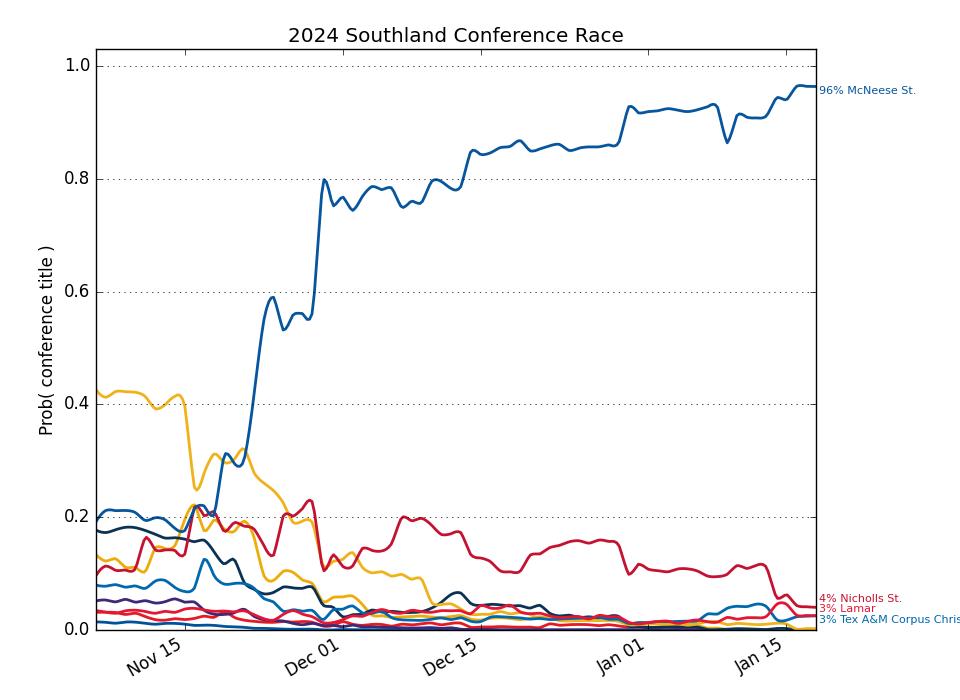 2024 Southland Conference Race
1.0
0.8
0.6
0.4
0.2
0.0
Prob( conference title )
96% McNeese St.
4% Nicholls St.
3% Lamar
3% Tex A&M Corpus Chris
Nov 15
Dec 01
Dec 15
Jan 01
Jan 15